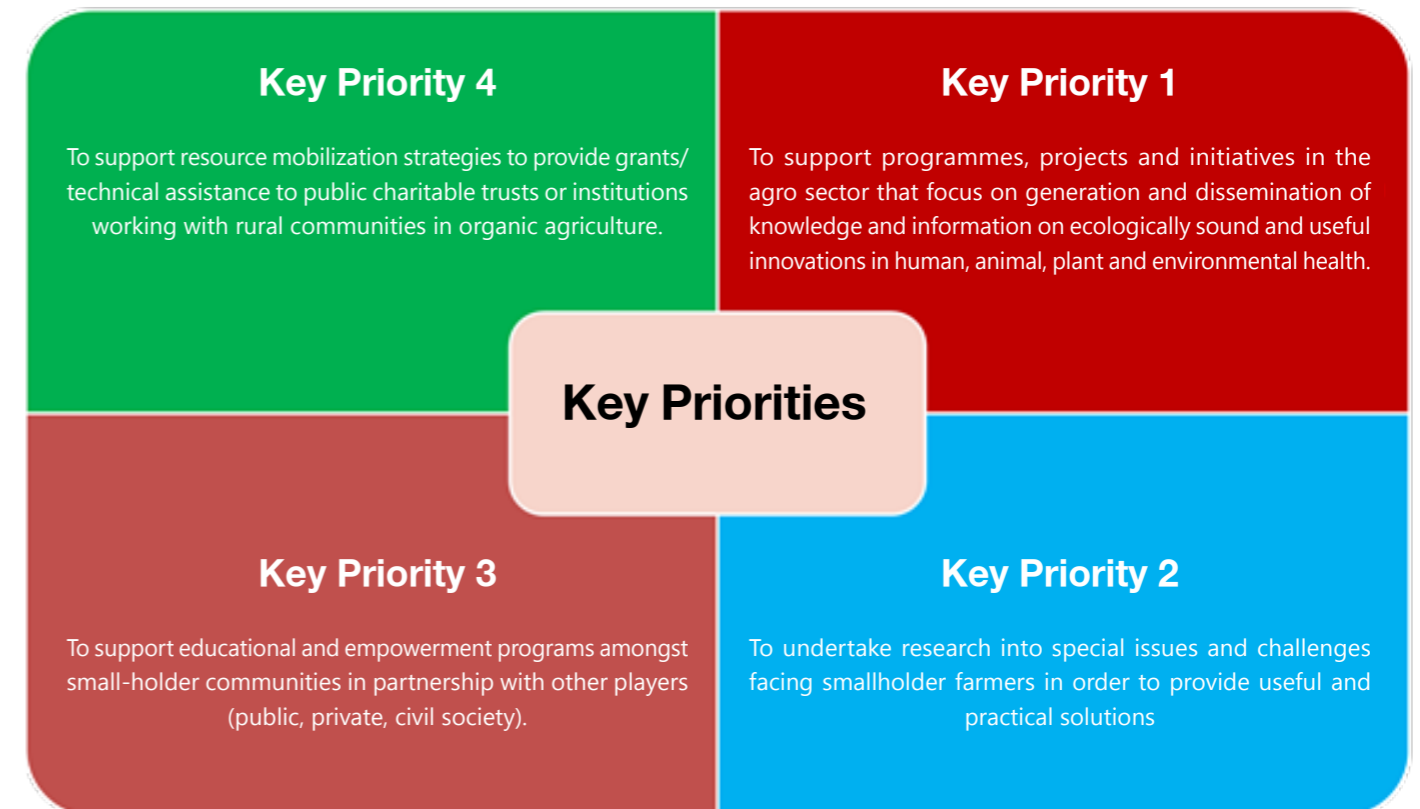 Key Priority 4
To support resource mobilization strategies to provide grants/
technical assistance to public charitable trusts or institutions
working with rural communities in organic agriculture.
Key Priority 1
To support programmes, projects and initiatives in the
agro sector that focus on generation and dissemination of
knowledge and information on ecologically sound and useful
innovations in human, animal, plant and environmental health.
Key Priorities
Key Priority 3
To support educational and empowerment programs amongst
small-holder communities in partnership with other players
(public, private, civil society).
Key Priority 2
To undertake research into special issues and challenges
facing smallholder farmers in order to provide useful and
practical solutions